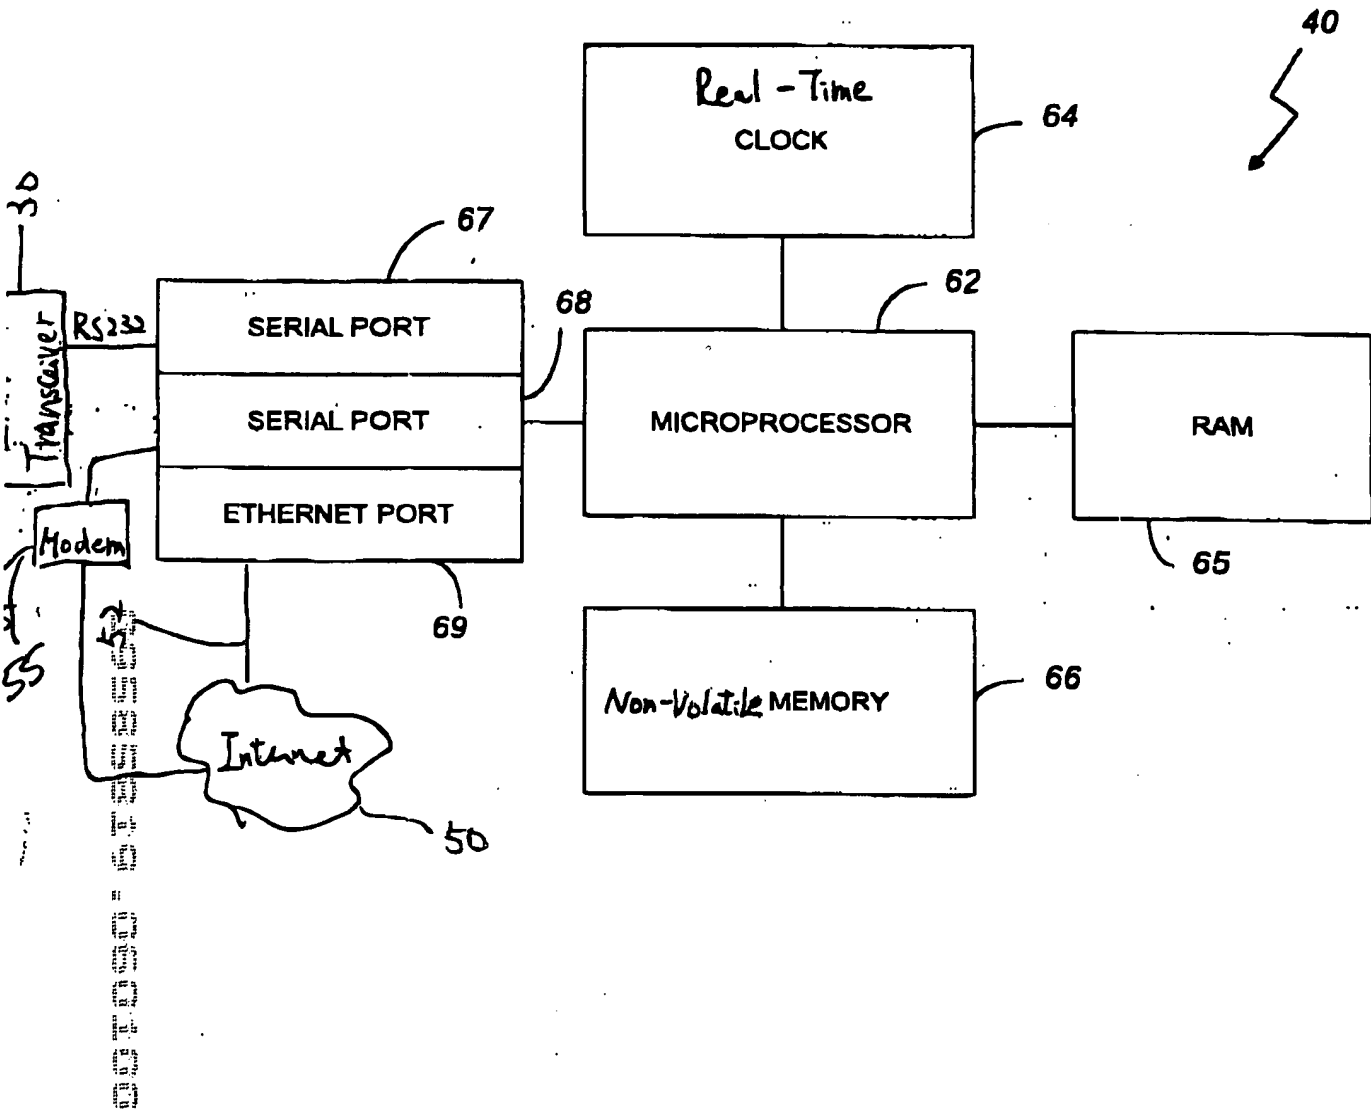 40
Real-Time
CLOCK
64
30
67
Transceiver
RS232
SERIAL PORT
68
62
SERIAL PORT
MICROPROCESSOR
RAM
ETHERNET PORT
Modem
65
69
52
55
Non-Volatile MEMORY
66
Internet
50